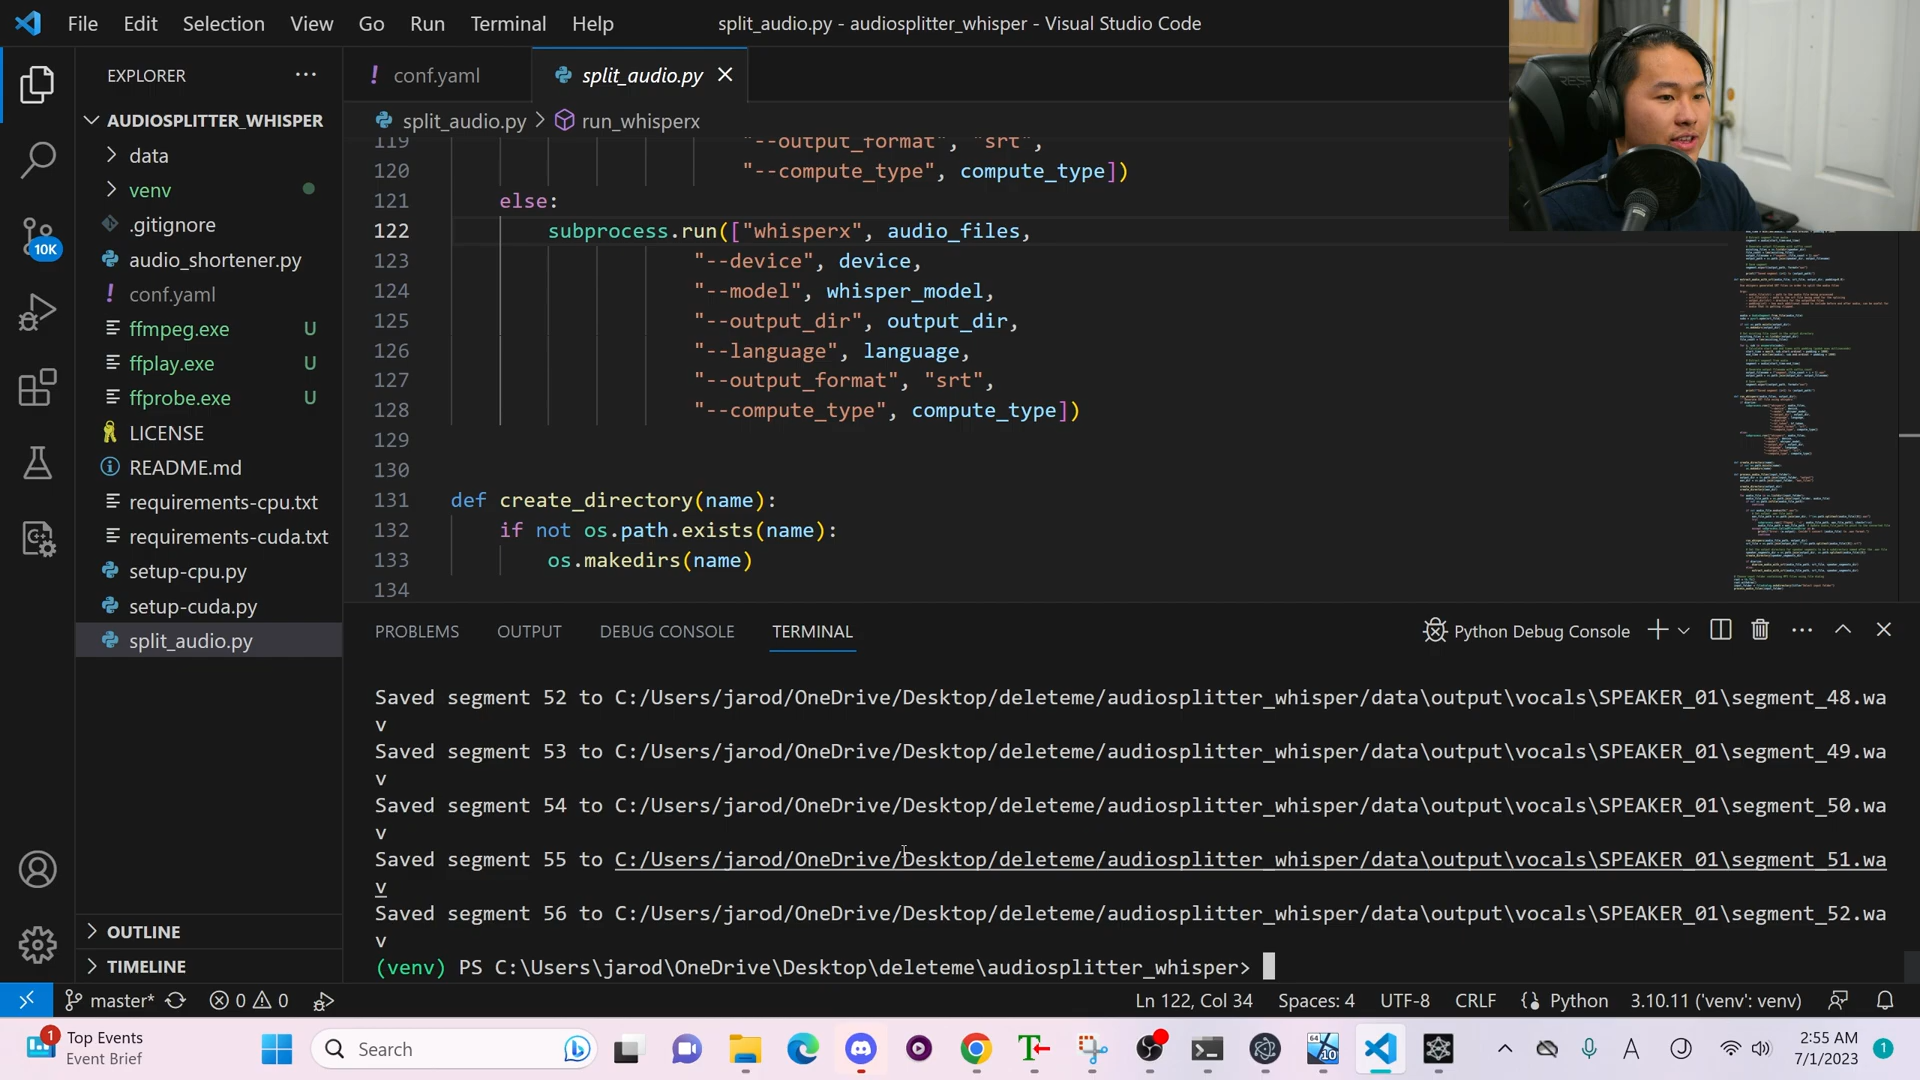 File Edit Selection View Go Run Terminal Help
split_audio.py - audiosplitter_whisper - Visual Studio Code
EXPLORER
AUDIOSPLITTER_WHISPER
data
venv
.gitignore
10K
audio_shortener.py
conf.yaml
ffmpeg.exe U
ffplay.exe U
ffprobe.exe U
LICENSE
README.md
requirements-cpu.txt
requirements-cuda.txt
setup-cpu.py
setup-cuda.py
split_audio.py
OUTLINE
TIMELINE
! conf.yaml
split_audio.py
split_audio.py > run_whisperx
119 "--output_format", "srt",
120 "--compute_type", compute_type])
121 else:
122 subprocess.run(["whisperx", audio_files,
123 "--device", device,
124 "--model", whisper_model,
125 "--output_dir", output_dir,
126 "--language", language,
127 "--output_format", "srt",
128 "--compute_type", compute_type])
129
130
131 def create_directory(name):
132 if not os.path.exists(name):
133 os.makedirs(name)
134
PROBLEMS OUTPUT DEBUG CONSOLE TERMINAL
Python Debug Console
Saved segment 52 to C:/Users/jarod/OneDrive/Desktop/deleteme/audiosplitter_whisper/data\output\vocals\SPEAKER_01\segment_48.wa
v
Saved segment 53 to C:/Users/jarod/OneDrive/Desktop/deleteme/audiosplitter_whisper/data\output\vocals\SPEAKER_01\segment_49.wa
v
Saved segment 54 to C:/Users/jarod/OneDrive/Desktop/deleteme/audiosplitter_whisper/data\output\vocals\SPEAKER_01\segment_50.wa
v
Saved segment 55 to C:/Users/jarod/OneDrive/Desktop/deleteme/audiosplitter_whisper/data\output\vocals\SPEAKER_01\segment_51.wa
v
Saved segment 56 to C:/Users/jarod/OneDrive/Desktop/deleteme/audiosplitter_whisper/data\output\vocals\SPEAKER_01\segment_52.wa
v
(venv) PS C:\Users\jarod\OneDrive\Desktop\deleteme\audiosplitter_whisper>
master* 0 0
Ln 122, Col 34 Spaces: 4 UTF-8 CRLF Python 3.10.11 ('venv': venv)
1 Top Events
Event Brief
Search
64 10
2:55 AM
7/1/2023
1